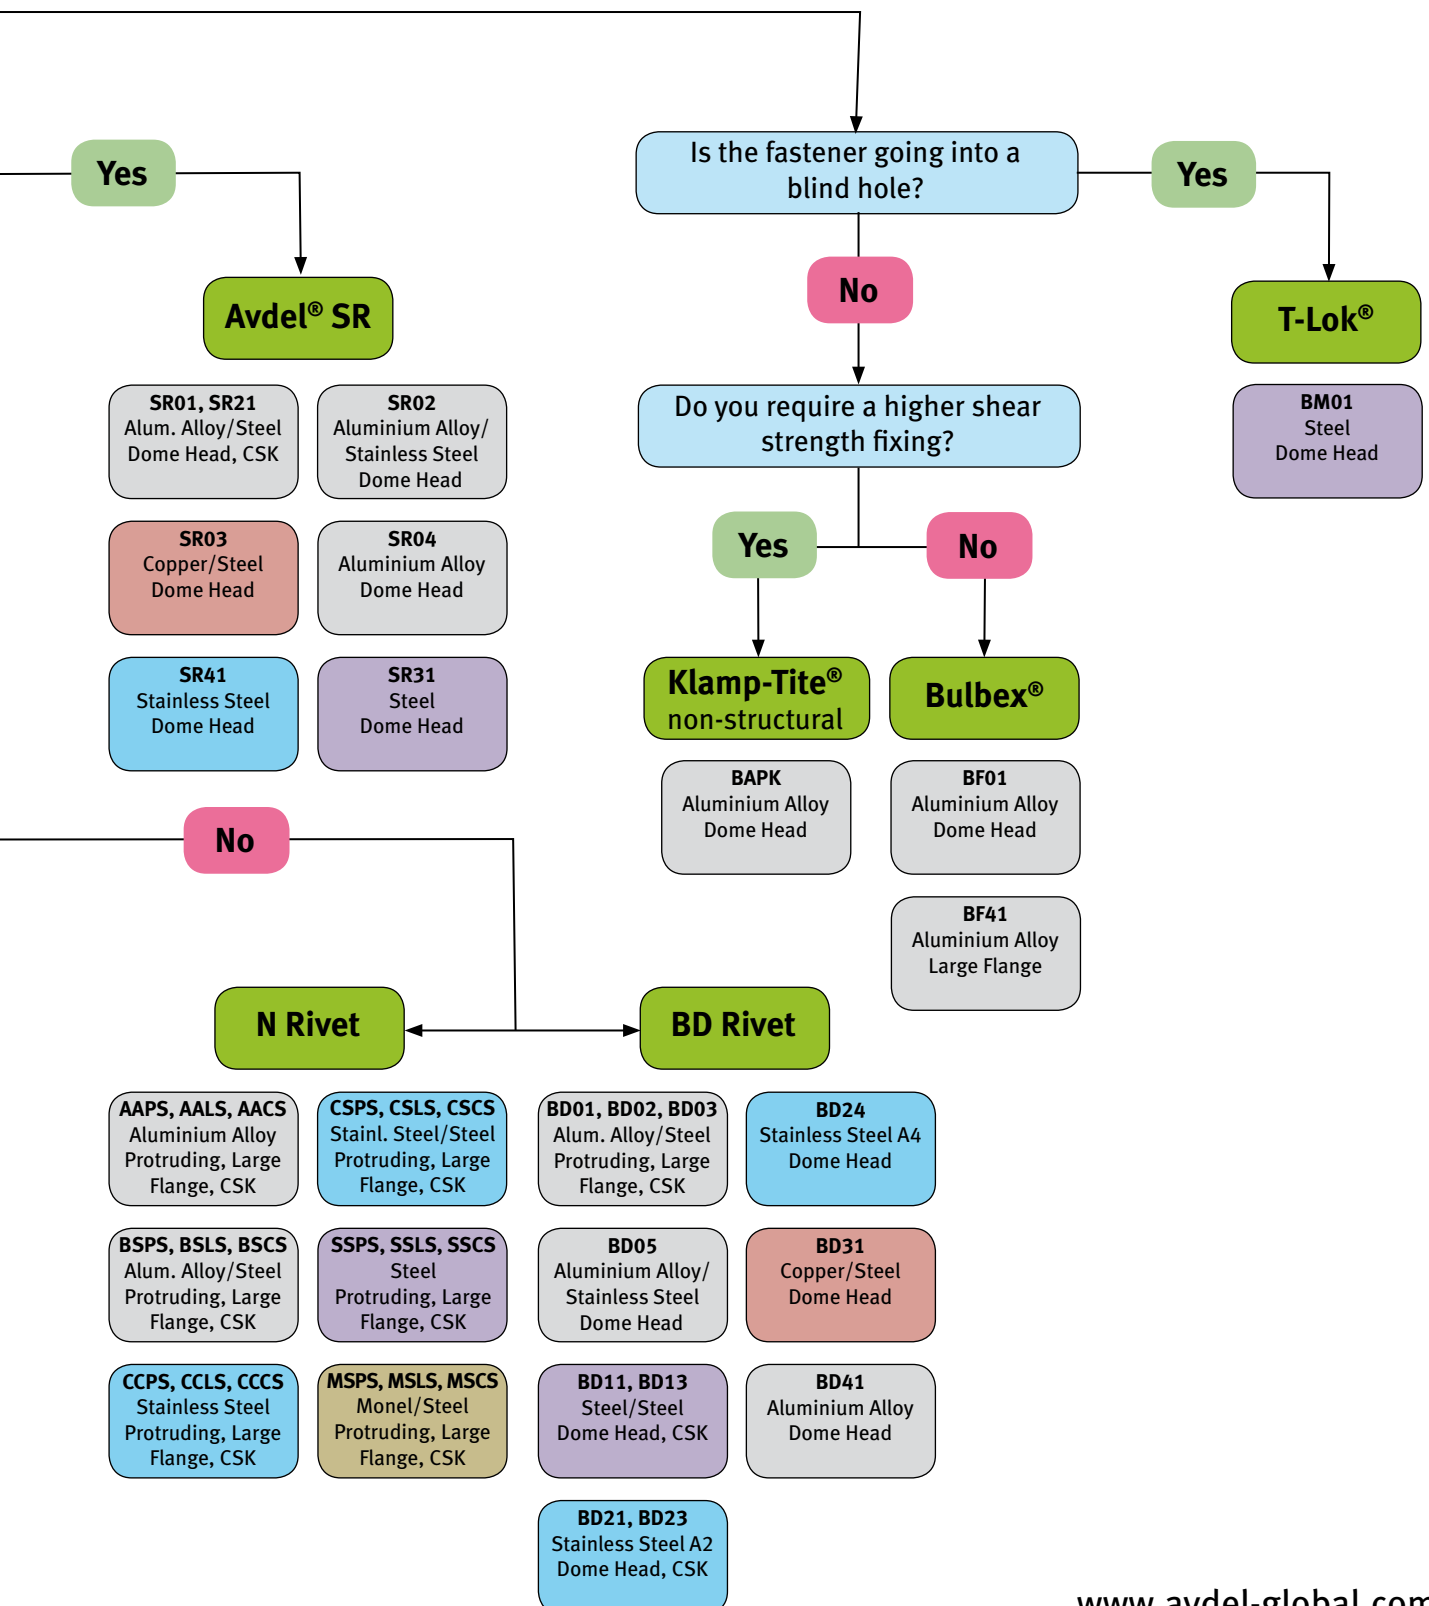 Is the fastener going into a
blind hole?
Yes
Yes
No
Avdel® SR
T-Lok®
SR01, SR21
Alum. Alloy/Steel
Dome Head, CSK
SR02
Aluminium Alloy/
Stainless Steel
Dome Head
Do you require a higher shear
strength fixing?
BM01
Steel
Dome Head
SR03
Copper/Steel
Dome Head
SR04
Aluminium Alloy
Dome Head
Yes
No
SR41
Stainless Steel
Dome Head
SR31
Steel
Dome Head
Klamp-Tite®
non-structural
Bulbex®
BAPK
Aluminium Alloy
Dome Head
BF01
Aluminium Alloy
Dome Head
No
BF41
Aluminium Alloy
Large Flange
N Rivet
BD Rivet
AAPS, AALS, AACS
Aluminium Alloy
Protruding, Large
Flange, CSK
CSPS, CSLS, CSCS
Stainl. Steel/Steel
Protruding, Large
Flange, CSK
BD01, BD02, BD03
Alum. Alloy/Steel
Protruding, Large
Flange, CSK
BD24
Stainless Steel A4
Dome Head
BSPS, BSLS, BSCS
Alum. Alloy/Steel
Protruding, Large
Flange, CSK
SSPS, SSLS, SSCS
Steel
Protruding, Large
Flange, CSK
BD05
Aluminium Alloy/
Stainless Steel
Dome Head
BD31
Copper/Steel
Dome Head
CCPS, CCLS, CCCS
Stainless Steel
Protruding, Large
Flange, CSK
MSPS, MSLS, MSCS
Monel/Steel
Protruding, Large
Flange, CSK
BD11, BD13
Steel/Steel
Dome Head, CSK
BD41
Aluminium Alloy
Dome Head
BD21, BD23
Stainless Steel A2
Dome Head, CSK
www.avdel-global.com